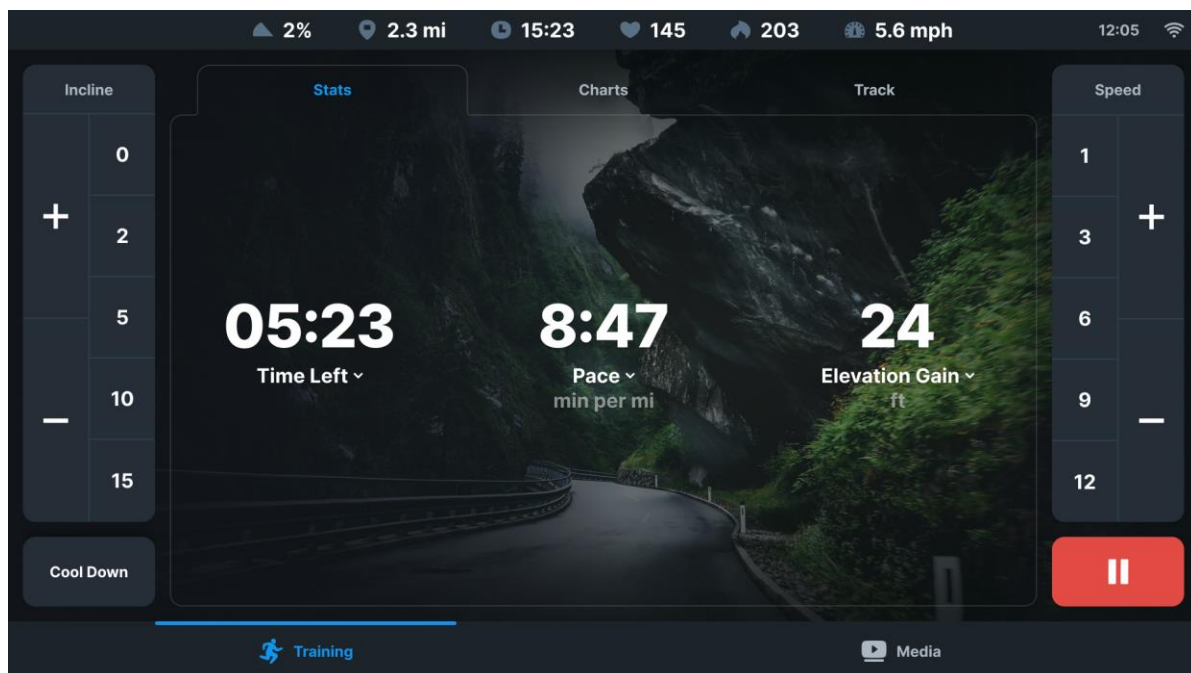 2% 2.3 mi 15:23 145 203 5.6 mph 12:05
Incline
0
2
5
10
15
+
−
Cool Down
Stats Charts Track
05:23 8:47 24
Time Left Pace Elevation Gain
min per mi ft
Speed
1
3
6
9
12
+
−
Training Media